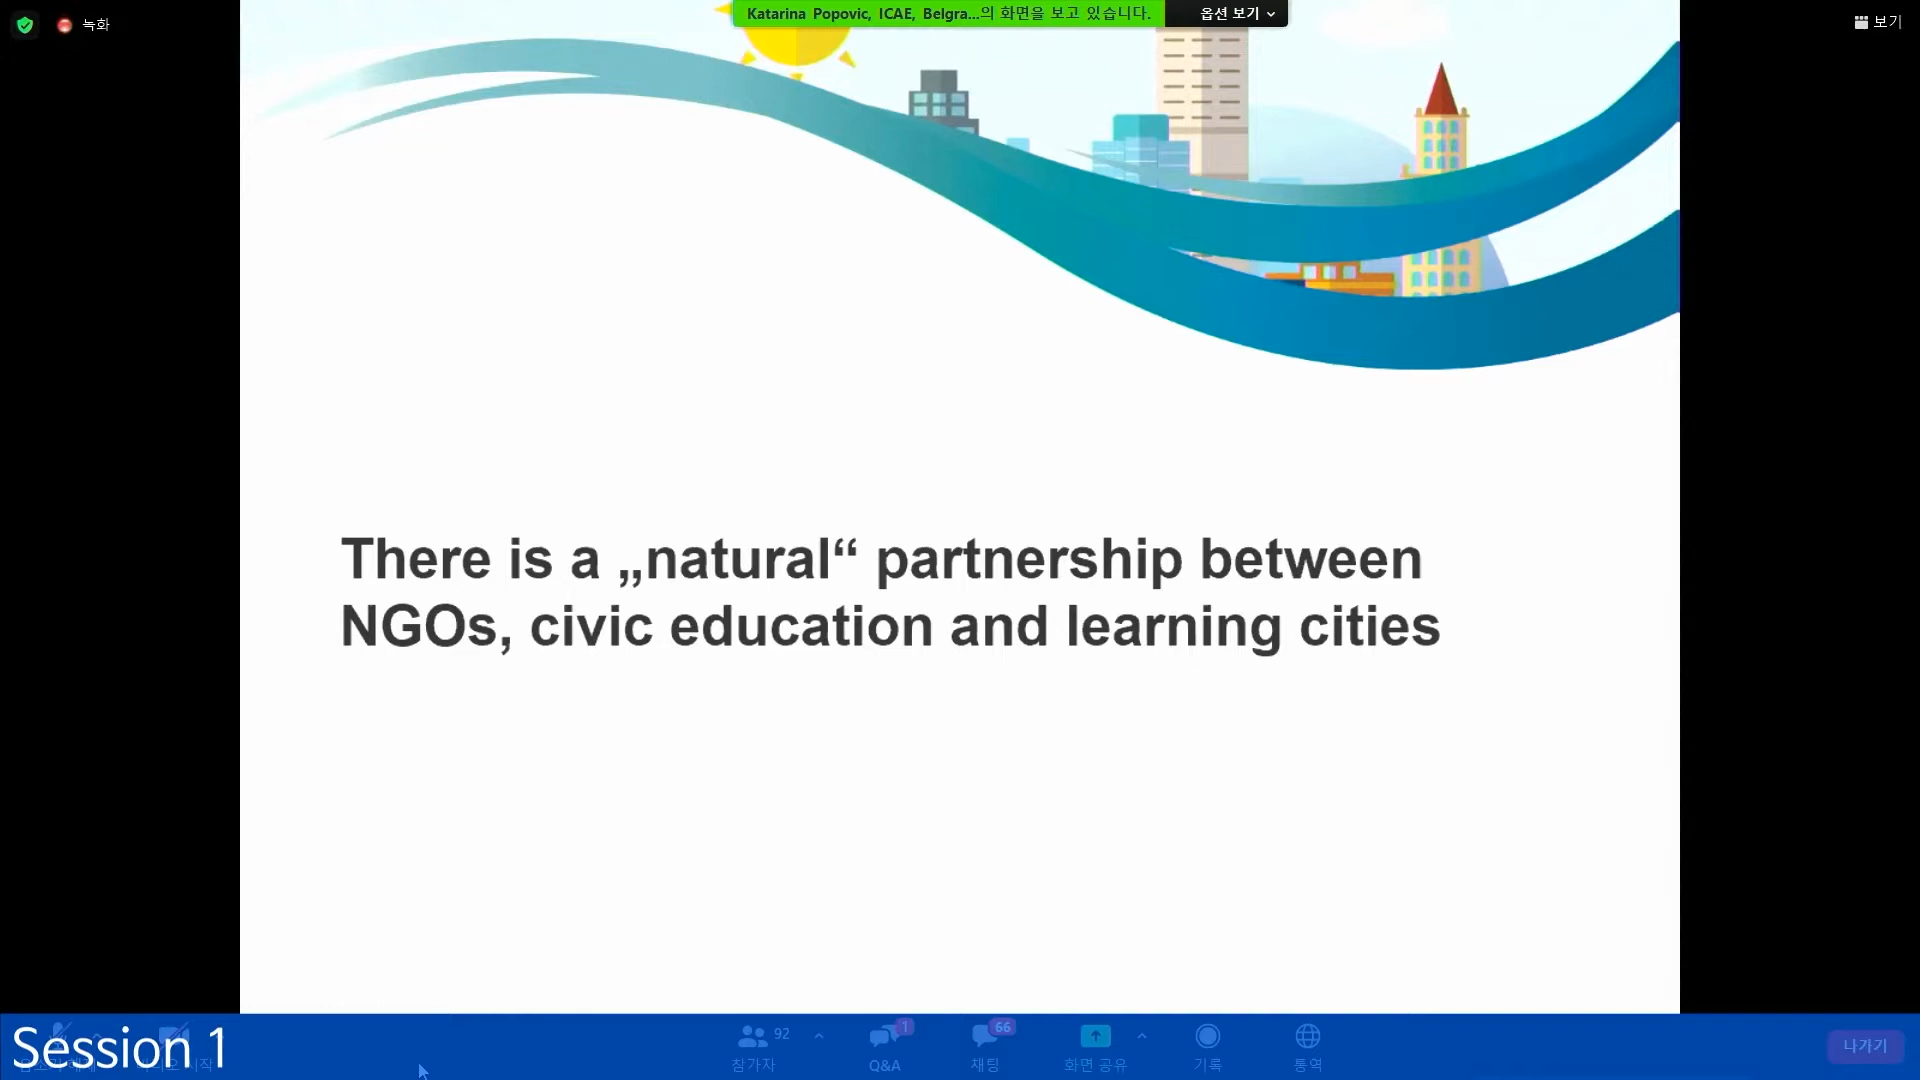 녹화
Katarina Popovic, ICAE, Belgra...의 화면을 보고 있습니다.
옵션 보기
보기
There is a „natural“ partnership between
NGOs, civic education and learning cities
Session 1
92
1
66
참가자
Q&A
채팅
화면 공유
기록
통역
나가기